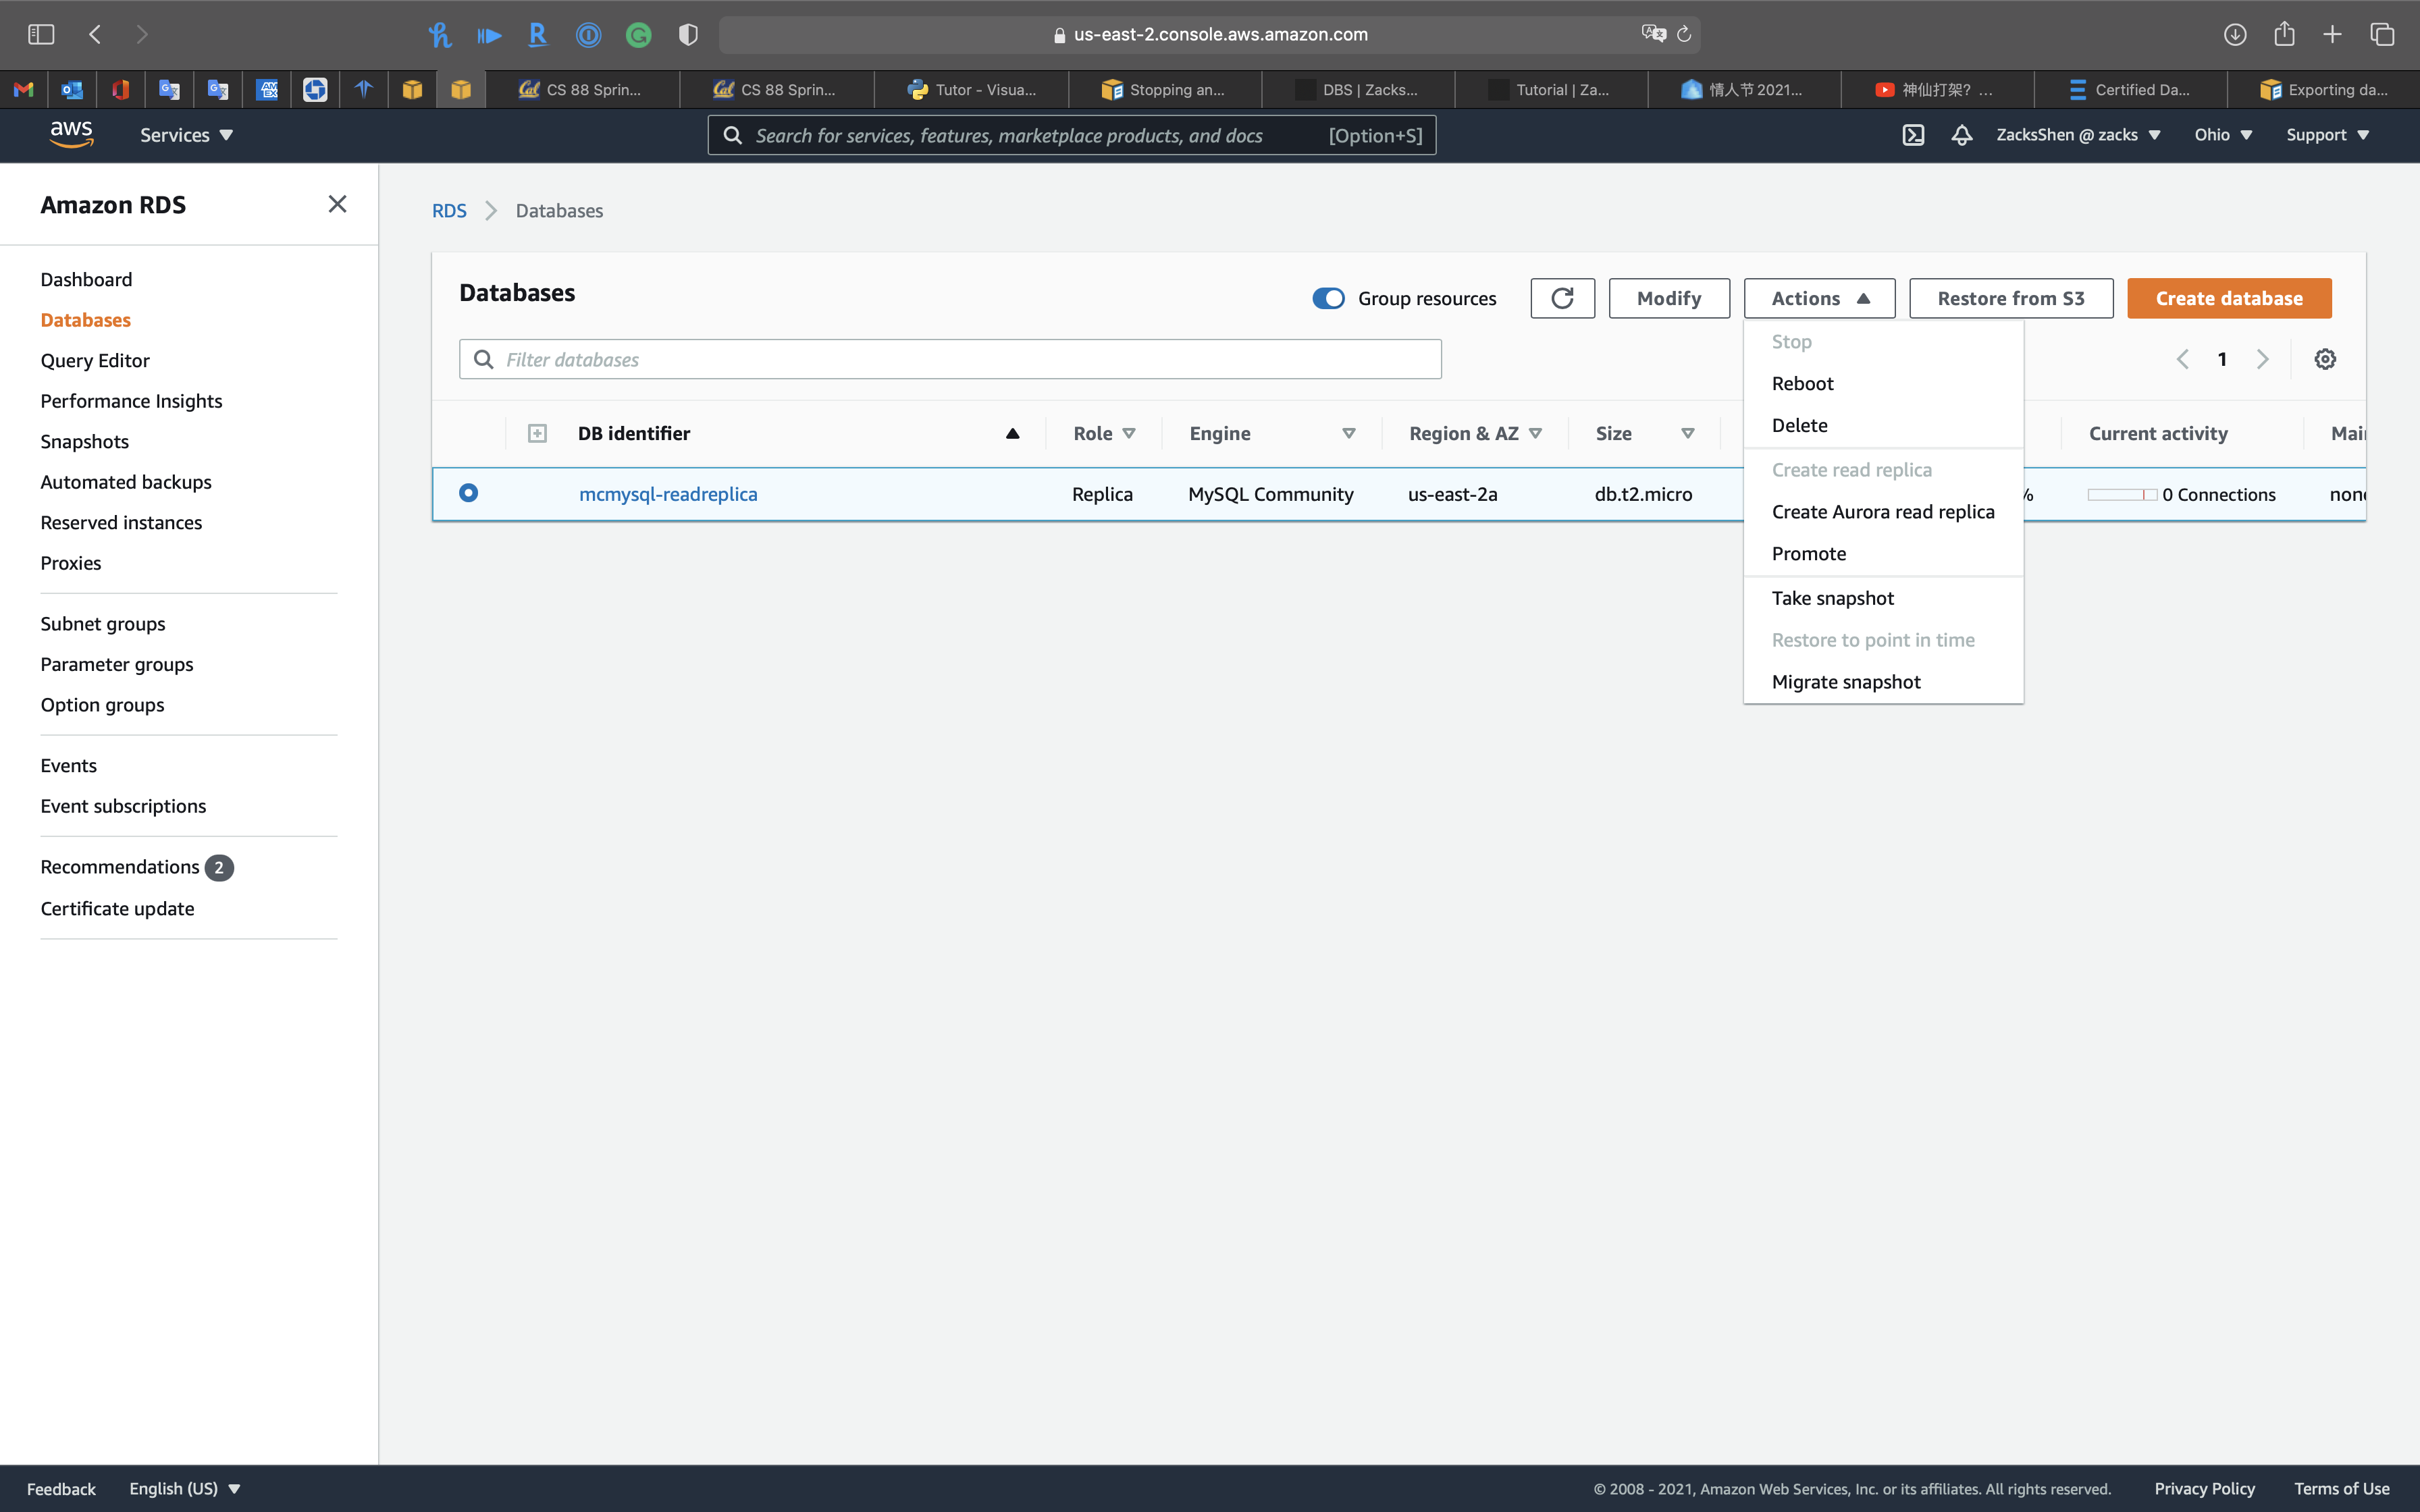 us-east-2.console.aws.amazon.com
CS 88 Sprin...
CS 88 Sprin...
Tutor - Visua...
Stopping an...
DBS | Zacks...
Tutorial | Za...
情人节2021...
神仙打架? ...
Certified Da...
Exporting da...
aws
Services
Search for services, features, marketplace products, and docs
[Option+S]
ZacksShen @ zacks
Ohio
Support
Amazon RDS
Dashboard
Databases
Query Editor
Performance Insights
Snapshots
Automated backups
Reserved instances
Proxies
Subnet groups
Parameter groups
Option groups
Events
Event subscriptions
Recommendations 2
Certificate update
RDS > Databases
Databases
Group resources
Modify
Actions
Restore from S3
Create database
Filter databases
1
DB identifier
Role
Engine
Region & AZ
Size
Current activity
Mai
mcmysql-readreplica
Replica
MySQL Community
us-east-2a
db.t2.micro
%
0 Connections
none
Stop
Reboot
Delete
Create read replica
Create Aurora read replica
Promote
Take snapshot
Restore to point in time
Migrate snapshot
Feedback
English (US)
© 2008 - 2021, Amazon Web Services, Inc. or its affiliates. All rights reserved.
Privacy Policy
Terms of Use